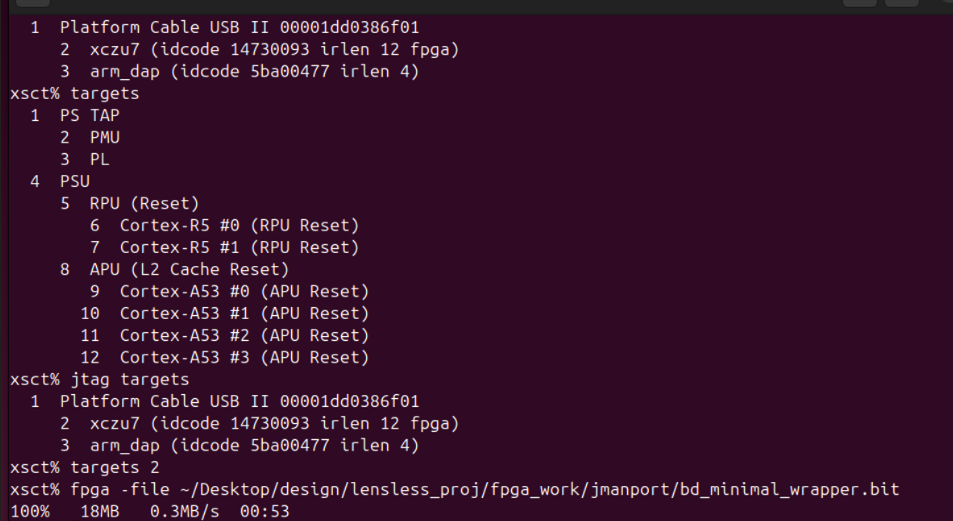 1 Platform Cable USB II 00001dd0386f01
2 xczu7 (idcode 14730093 irlen 12 fpga)
3 arm_dap (idcode 5ba00477 irlen 4)
xsct% targets
1 PS TAP
2 PMU
3 PL
4 PSU
5 RPU (Reset)
6 Cortex-R5 #0 (RPU Reset)
7 Cortex-R5 #1 (RPU Reset)
8 APU (L2 Cache Reset)
9 Cortex-A53 #0 (APU Reset)
10 Cortex-A53 #1 (APU Reset)
11 Cortex-A53 #2 (APU Reset)
12 Cortex-A53 #3 (APU Reset)
xsct% jtag targets
1 Platform Cable USB II 00001dd0386f01
2 xczu7 (idcode 14730093 irlen 12 fpga)
3 arm_dap (idcode 5ba00477 irlen 4)
xsct% targets 2
xsct% fpga -file ~/Desktop/design/lensless_proj/fpga_work/jmanport/bd_minimal_wrapper.bit
100% 18MB 0.3MB/s 00:53